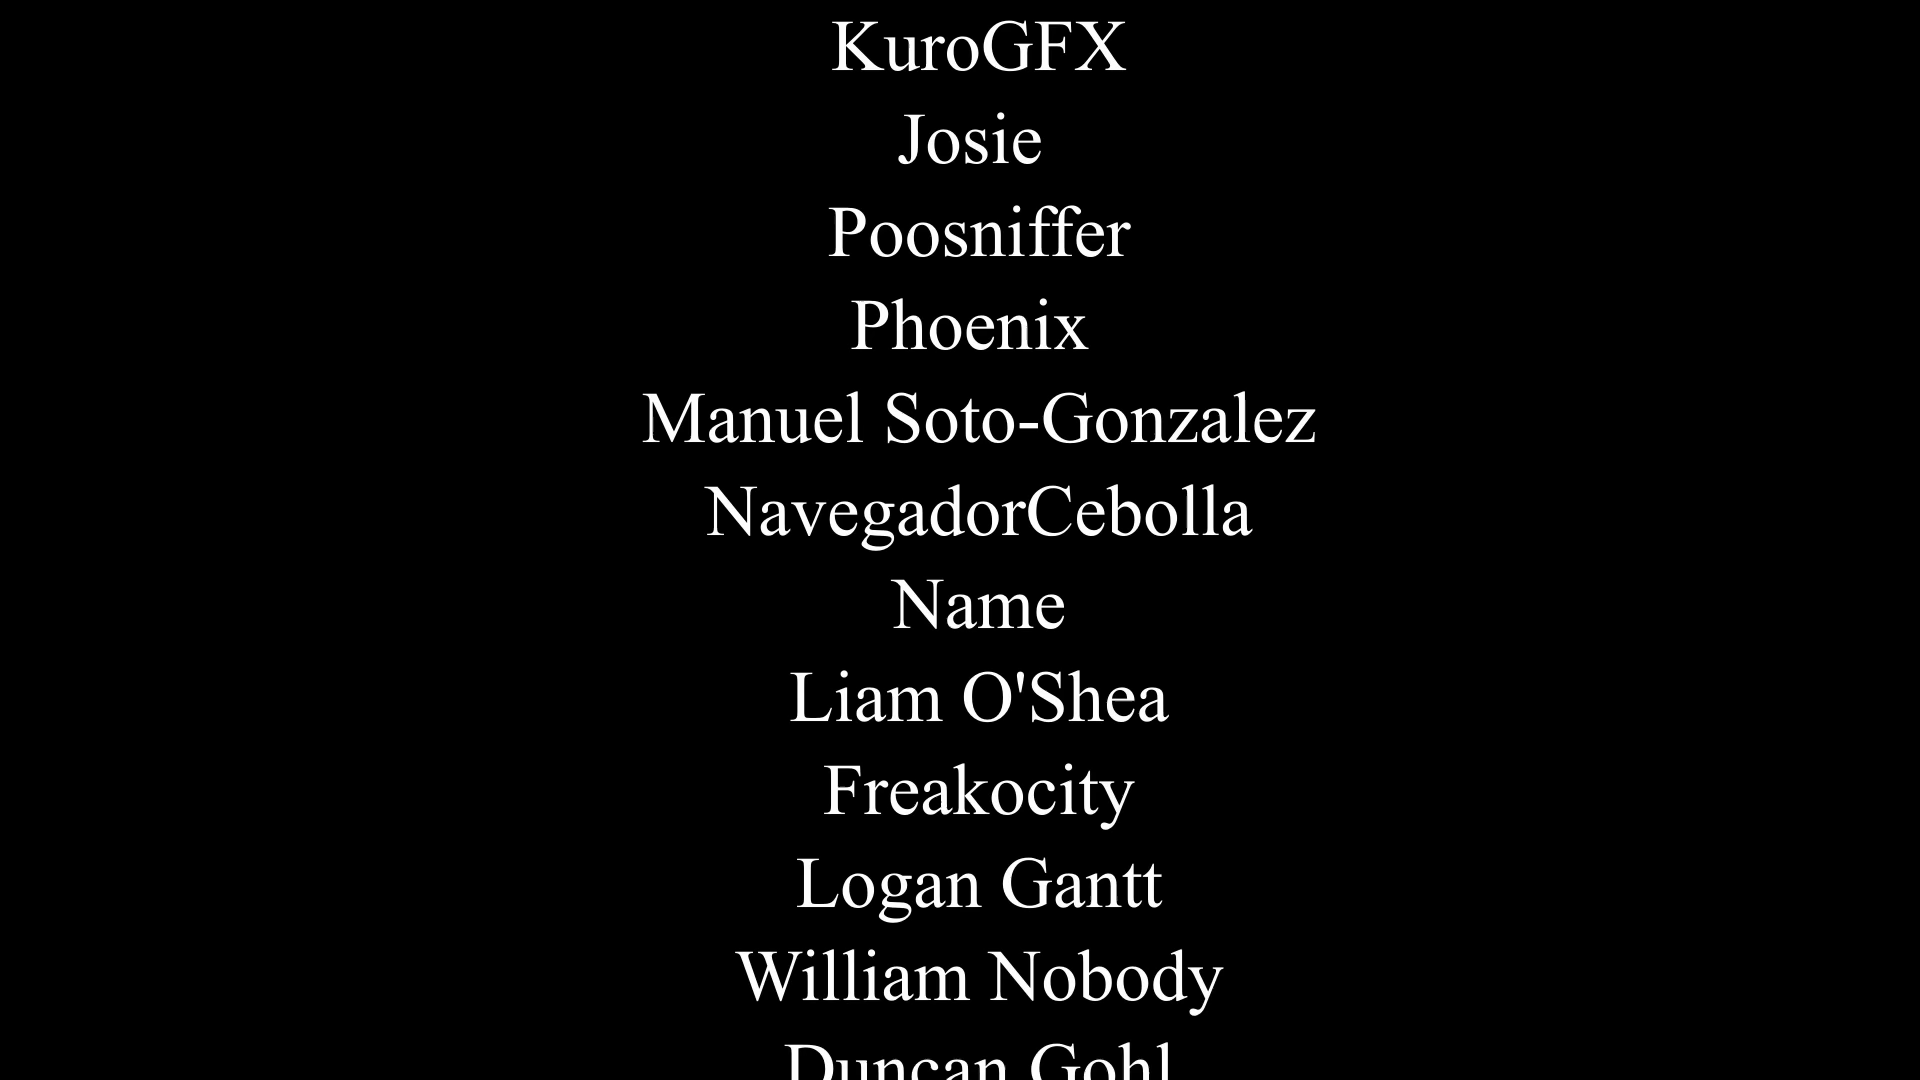 KuroGFX
Josie
Poosniffer
Phoenix
Manuel Soto-Gonzalez
NavegadorCebolla
Name
Liam O'Shea
Freakocity
Logan Gantt
William Nobody
Duncan Gohl